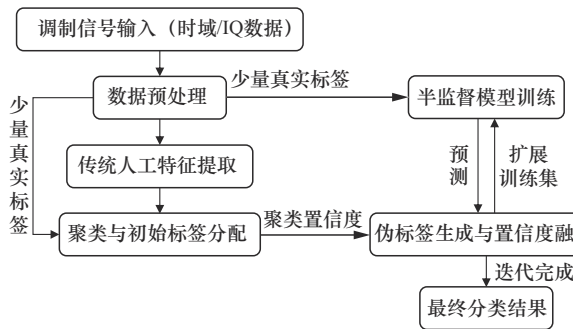 调制信号输入（时域/IQ数据）
数据预处理
少量真实标签
半监督模型训练
少量真实标签
传统人工特征提取
预测
扩展
训练集
聚类与初始标签分配
聚类置信度
伪标签生成与置信度融
迭代完成
最终分类结果